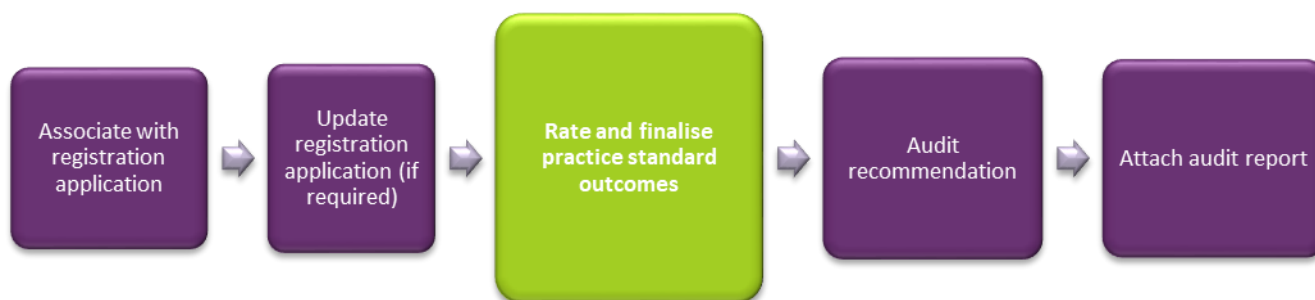 Associate with
registration
application
Update
registration
application (if
required)
Rate and finalise
practice standard
outcomes
Audit
recommendation
Attach audit report